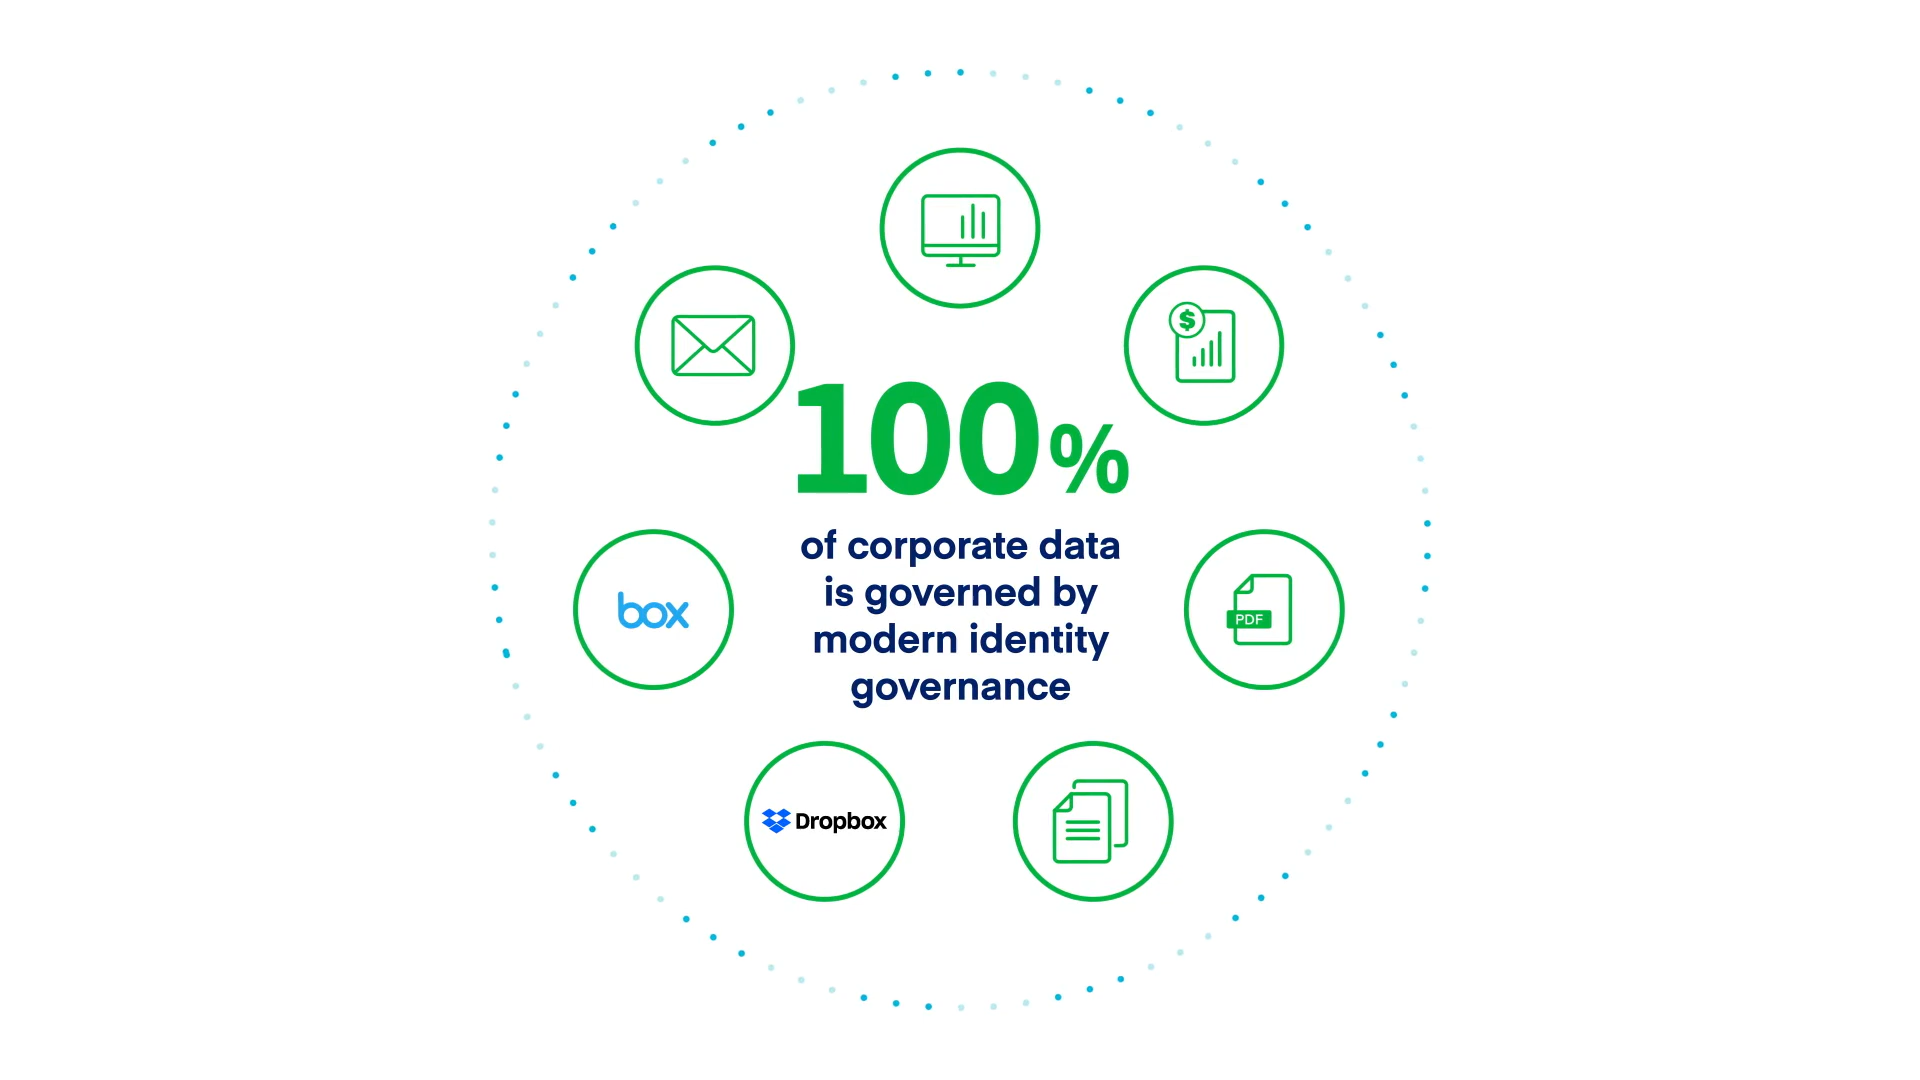 $
100%
of corporate data
is governed by
modern identity
governance
box
PDF
Dropbox